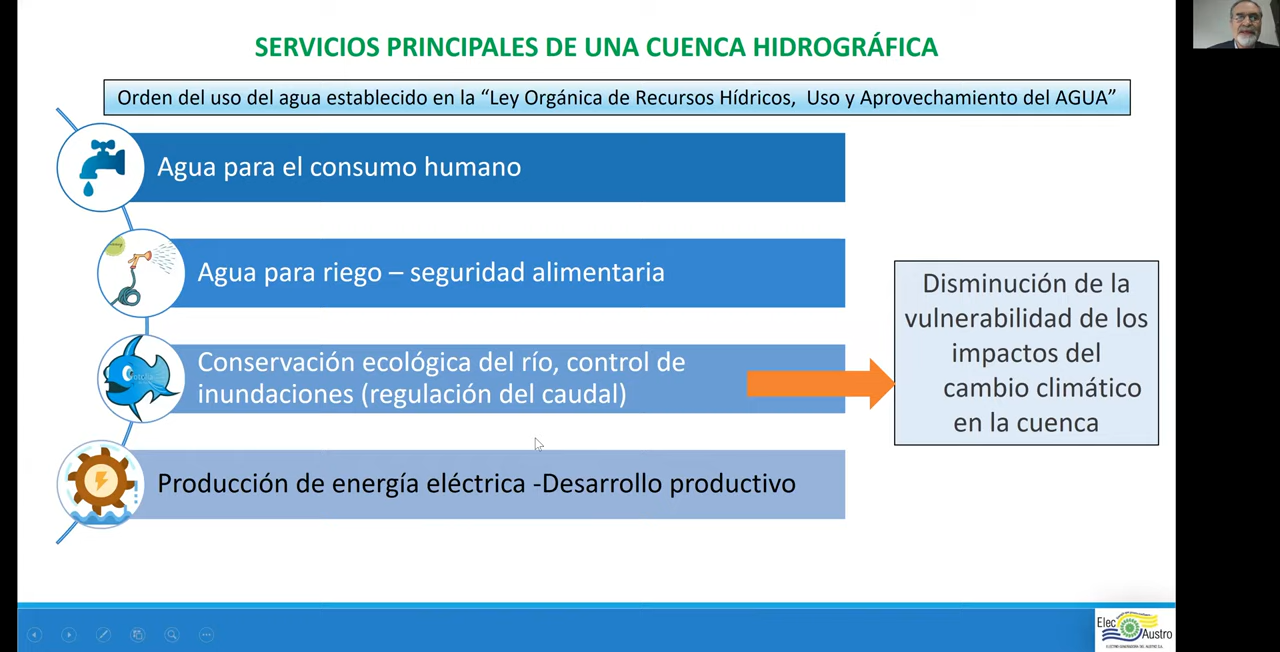 SERVICIOS PRINCIPALES DE UNA CUENCA HIDROGRÁFICA
Orden del uso del agua establecido en la “Ley Orgánica de Recursos Hídricos, Uso y Aprovechamiento del AGUA”
Agua para el consumo humano
Agua para riego – seguridad alimentaria
Conservación ecológica del río, control de
inundaciones (regulación del caudal)
Producción de energía eléctrica -Desarrollo productivo
Disminución de la
vulnerabilidad de los
impactos del
cambio climático
en la cuenca
Elec
Austro